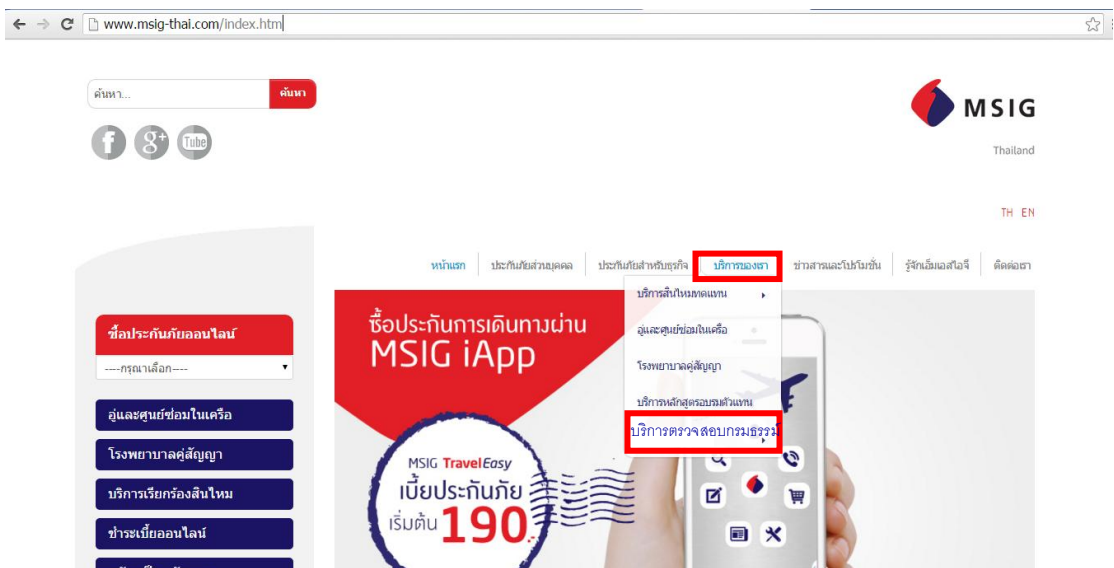 www.msig-thai.com/index.htm
ค้นหา...
ค้นหา
MSIG
Thailand
f g+ Tube
TH EN
หน้าแรก ประกันภัยส่วนบุคคล ประกันภัยสำหรับธุรกิจ บริการของเรา ข่าวสารและโปรโมชั่น รู้จักเอ็มเอสไอจี ติดต่อเรา
บริการสินไหมทดแทน
อู่และศูนย์ซ่อมในเครือ
โรงพยาบาลคู่สัญญา
บริการหลักสูตรอบรมตัวแทน
บริการตรวจสอบกรมธรรม์
ซื้อประกันภัยออนไลน์
----กรุณาเลือก----
อู่และศูนย์ซ่อมในเครือ
โรงพยาบาลคู่สัญญา
บริการเรียกร้องสินไหม
ชำระเบี้ยออนไลน์
ซื้อประกันการเดินทางผ่าน
MSIG iApp
MSIG TravelEasy
เบี้ยประกันภัย
เริ่มต้น 190.-